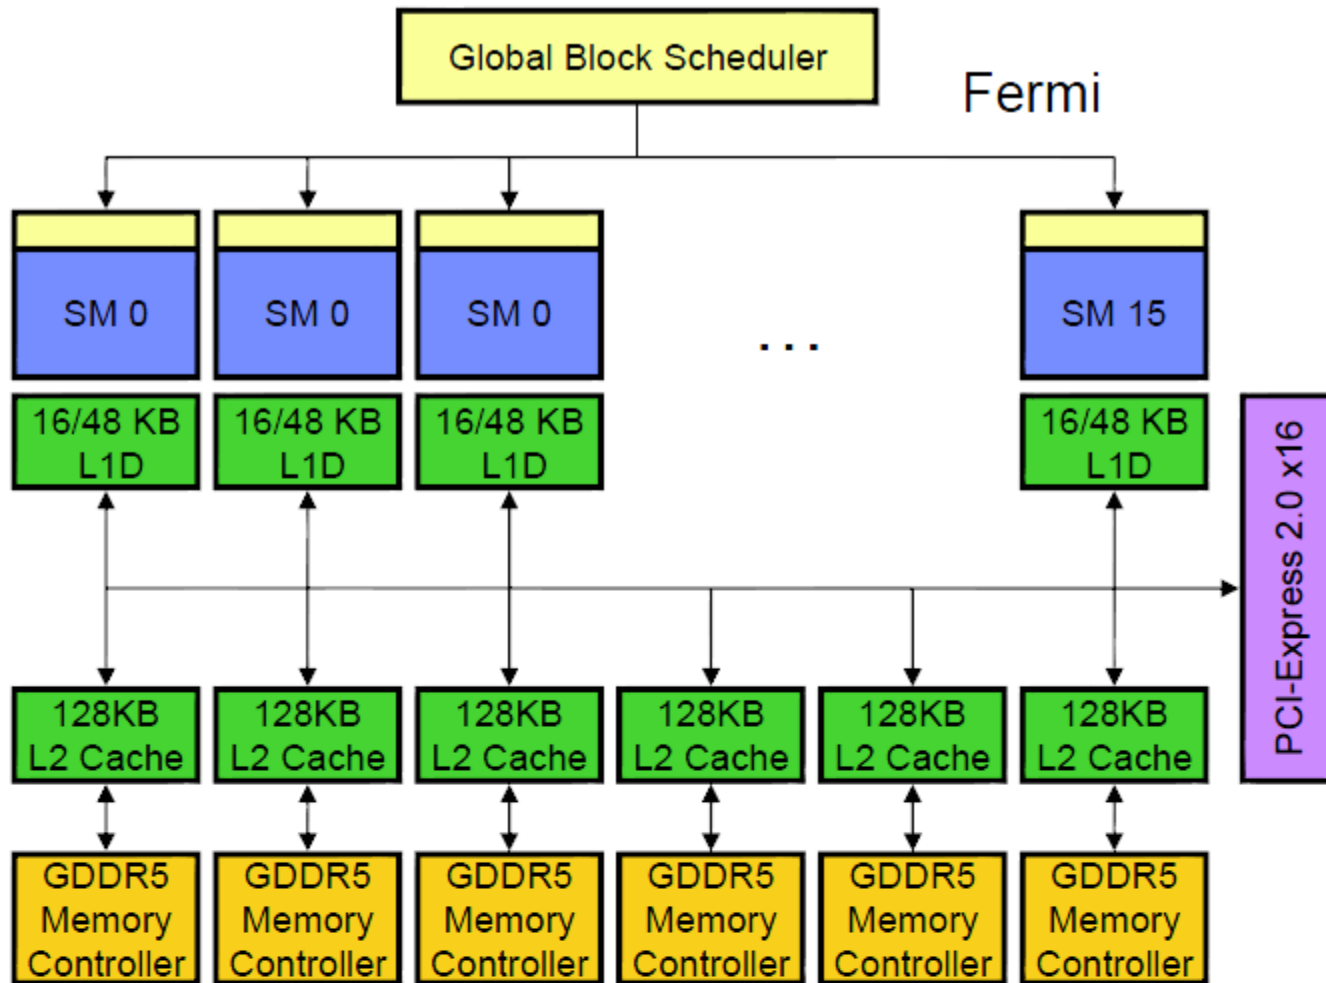 Global Block Scheduler
Fermi
SM 0
SM 0
SM 0
...
SM 15
16/48 KB
L1D
16/48 KB
L1D
16/48 KB
L1D
16/48 KB
L1D
PCI-Express 2.0 x16
128KB
L2 Cache
128KB
L2 Cache
128KB
L2 Cache
128KB
L2 Cache
128KB
L2 Cache
128KB
L2 Cache
GDDR5
Memory
Controller
GDDR5
Memory
Controller
GDDR5
Memory
Controller
GDDR5
Memory
Controller
GDDR5
Memory
Controller
GDDR5
Memory
Controller